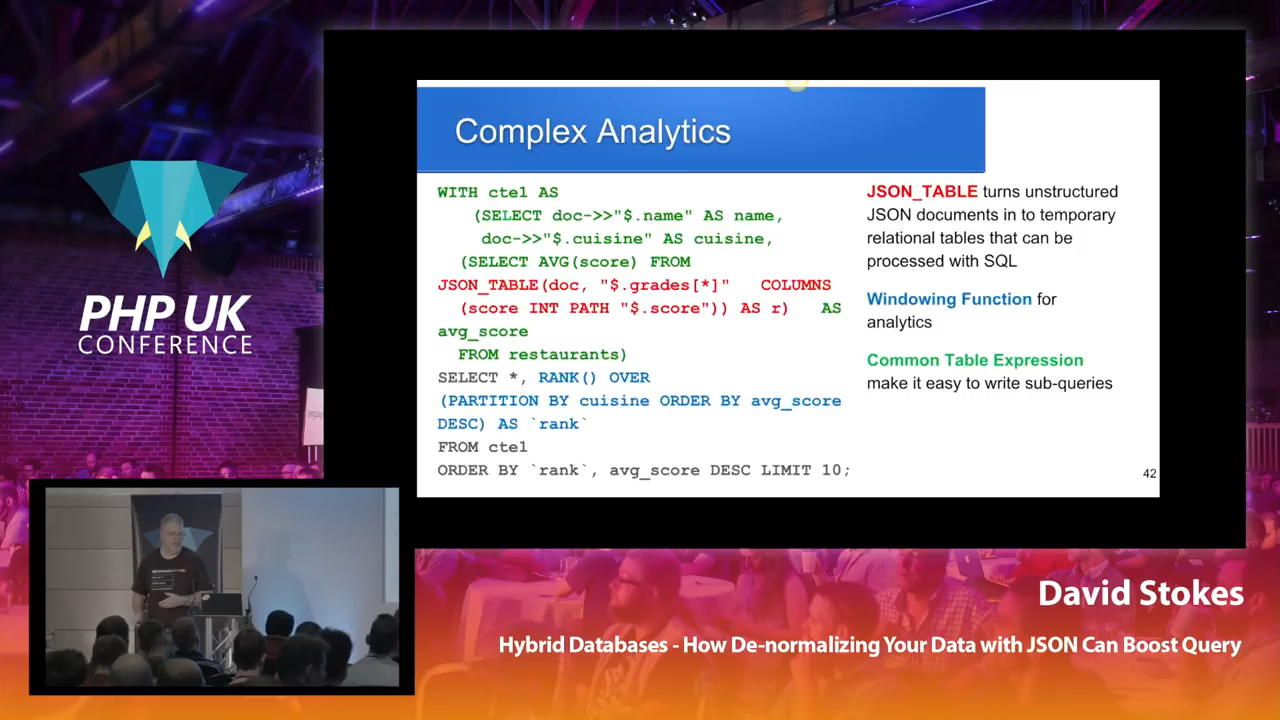 PHP UK
CONFERENCE
Complex Analytics
WITH cte1 AS
(SELECT doc->>"$.name" AS name,
doc->>"$.cuisine" AS cuisine,
(SELECT AVG(score) FROM
JSON_TABLE(doc, "$.grades[*]" COLUMNS
(score INT PATH "$.score")) AS r) AS
avg_score
FROM restaurants)
SELECT *, RANK() OVER
(PARTITION BY cuisine ORDER BY avg_score
DESC) AS `rank`
FROM cte1
ORDER BY `rank`, avg_score DESC LIMIT 10;
JSON_TABLE turns unstructured
JSON documents in to temporary
relational tables that can be
processed with SQL
Windowing Function for
analytics
Common Table Expression
make it easy to write sub-queries
42
David Stokes
Hybrid Databases - How De-normalizing Your Data with JSON Can Boost Query